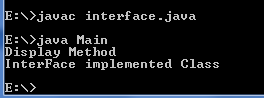 E:\>javac interface.java
E:\>java Main
Display Method
InterFace implemented Class
E:\>